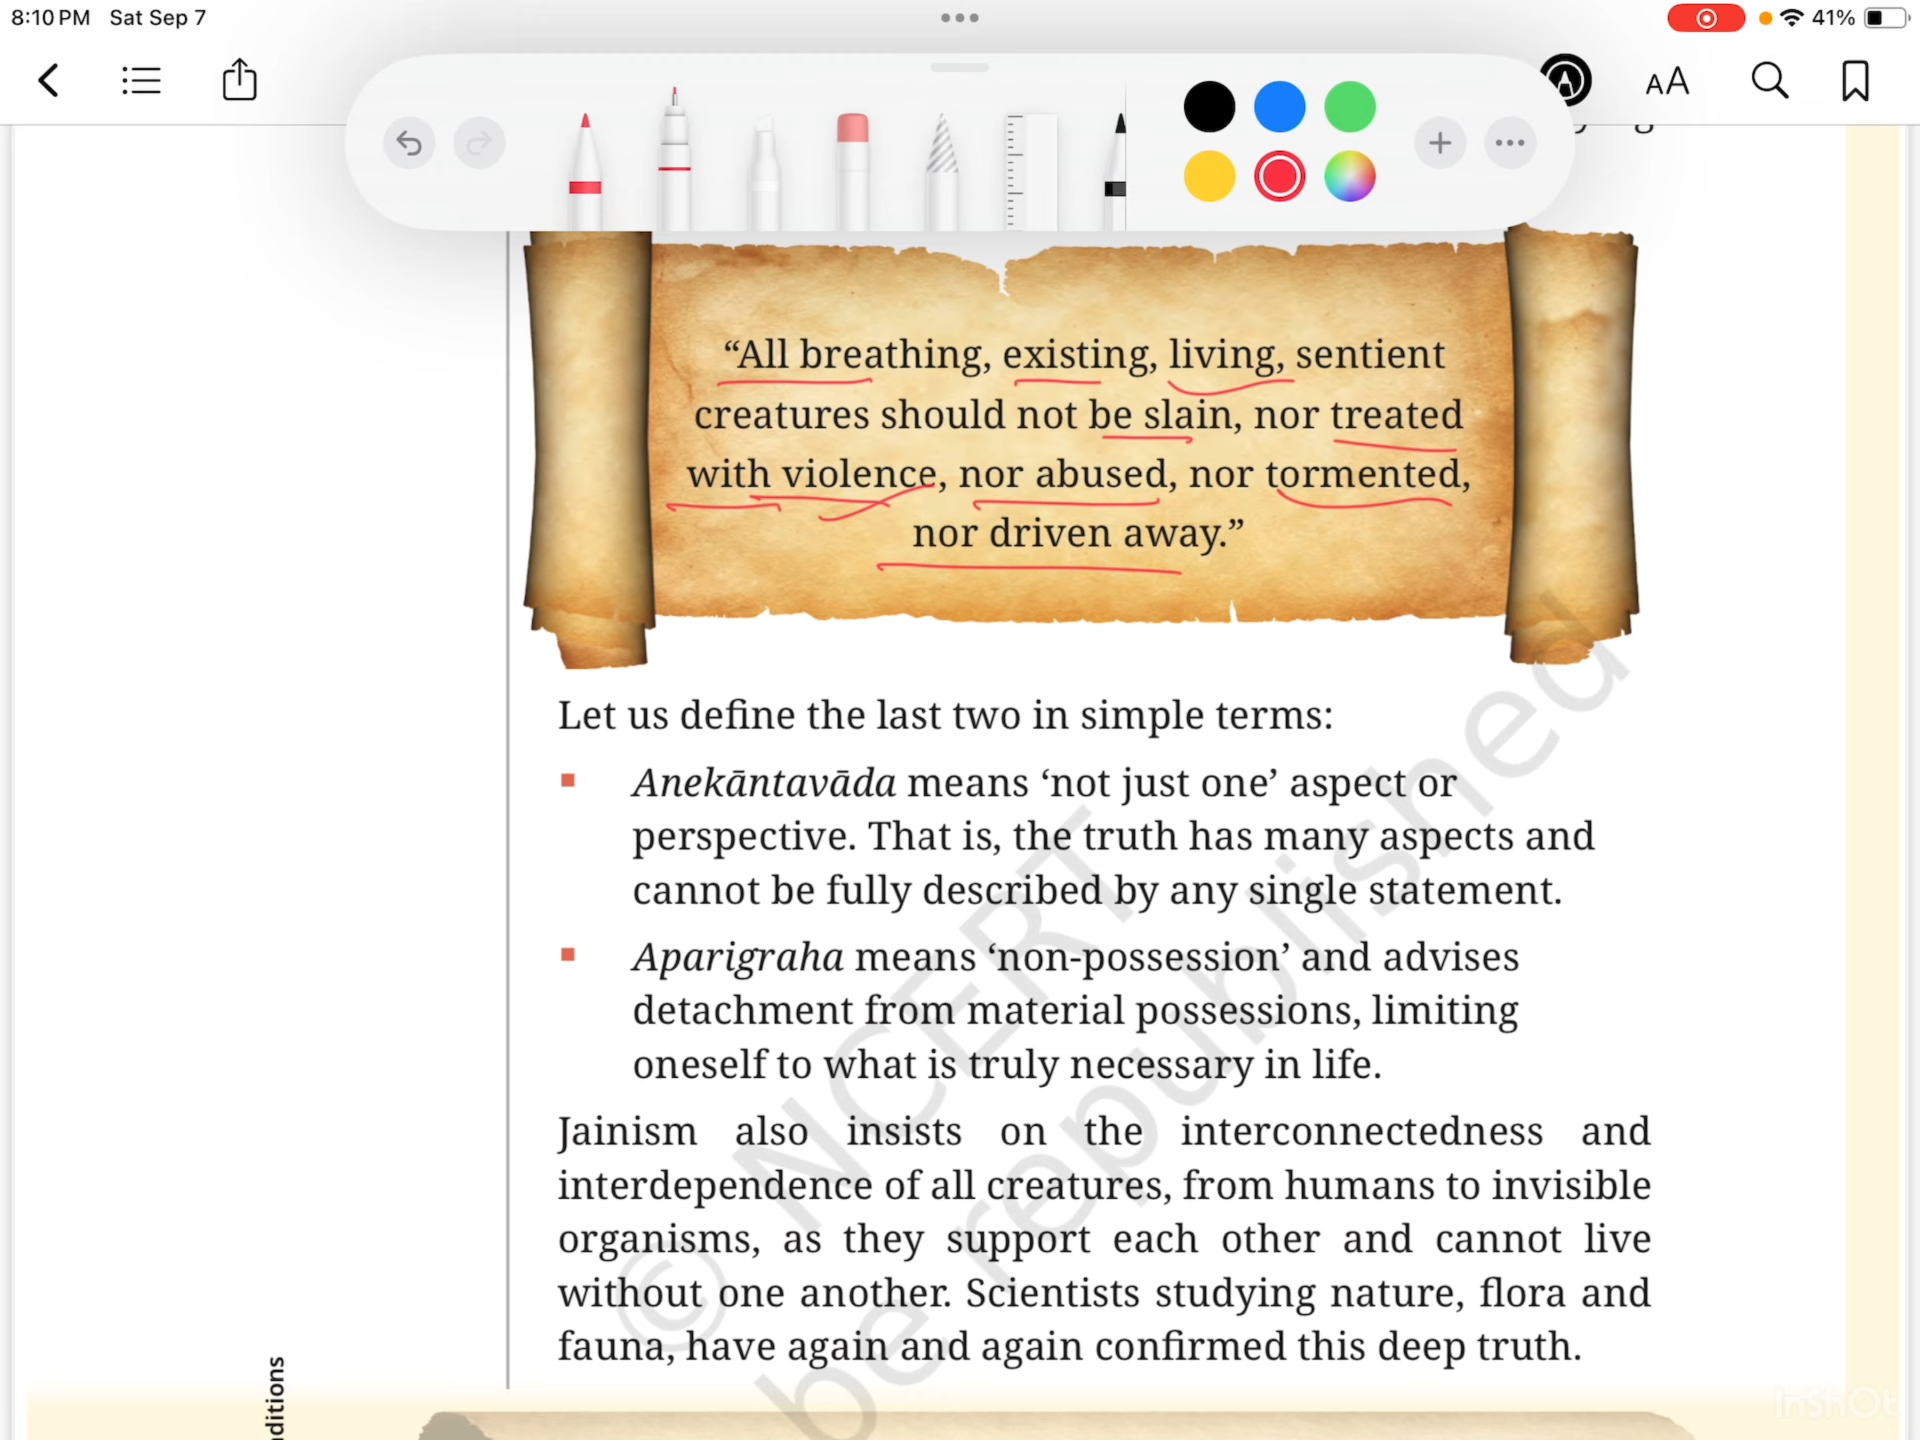 8:10 PM Sat Sep 7
41%
AA
“All breathing, existing, living, sentient
creatures should not be slain, nor treated
with violence, nor abused, nor tormented,
nor driven away.”
Let us define the last two in simple terms:
Anekāntavāda means ‘not just one’ aspect or
perspective. That is, the truth has many aspects and
cannot be fully described by any single statement.
Aparigraha means ‘non-possession’ and advises
detachment from material possessions, limiting
oneself to what is truly necessary in life.
Jainism also insists on the interconnectedness and
interdependence of all creatures, from humans to invisible
organisms, as they support each other and cannot live
without one another. Scientists studying nature, flora and
fauna, have again and again confirmed this deep truth.
© NCERT
be republished
InShOt